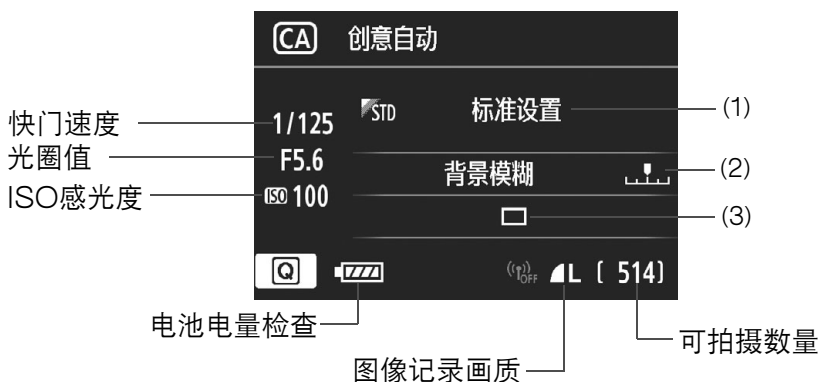 CA 创意自动
快门速度 1/125 STD 标准设置 (1)
光圈值 F5.6 背景模糊 (2)
ISO感光度 ISO 100 (3)
Q OFF L [ 514]
电池电量检查 可拍摄数量
图像记录画质